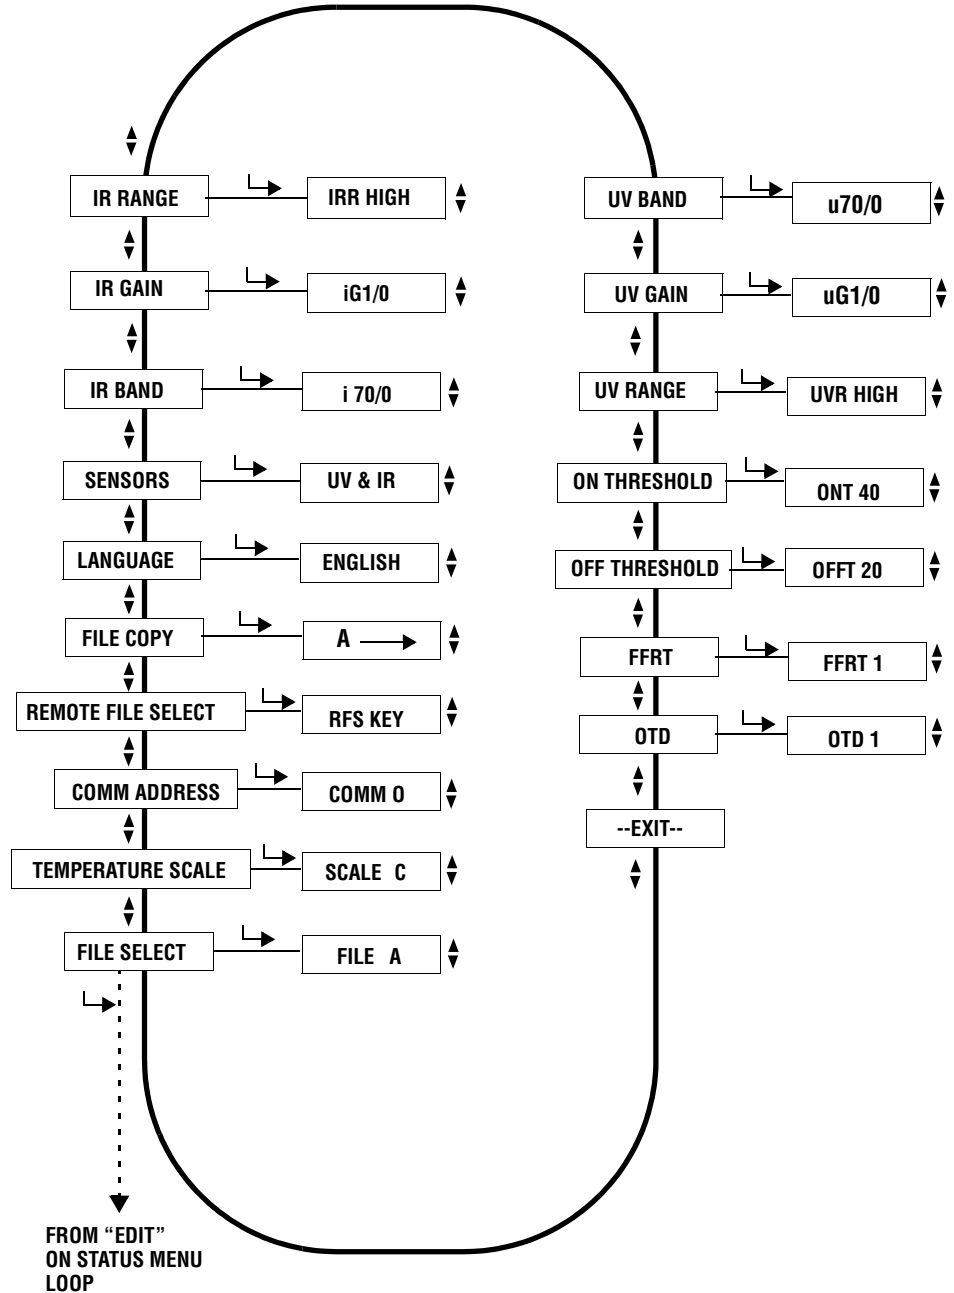 IR RANGE
IRR HIGH
IR GAIN
iG1/0
IR BAND
i 70/0
SENSORS
UV & IR
LANGUAGE
ENGLISH
FILE COPY
A
REMOTE FILE SELECT
RFS KEY
COMM ADDRESS
COMM O
TEMPERATURE SCALE
SCALE C
FILE SELECT
FILE A
FROM “EDIT”
ON STATUS MENU
LOOP
UV BAND
u70/0
UV GAIN
uG1/0
UV RANGE
UVR HIGH
ON THRESHOLD
ONT 40
OFF THRESHOLD
OFFT 20
FFRT
FFRT 1
OTD
OTD 1
--EXIT--